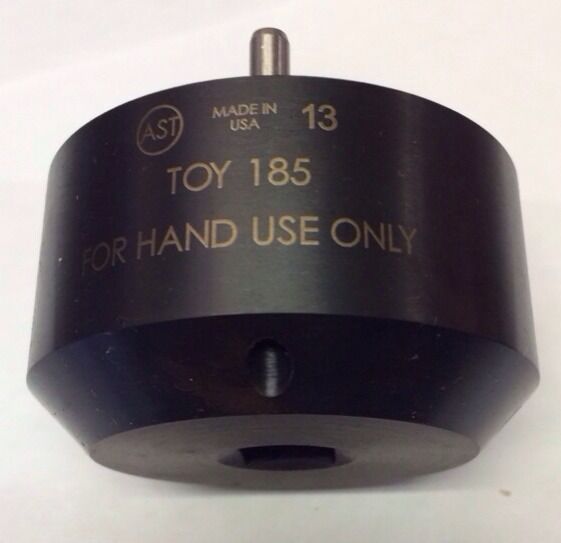 AST MADE IN USA 13
TOY 185
FOR HAND USE ONLY